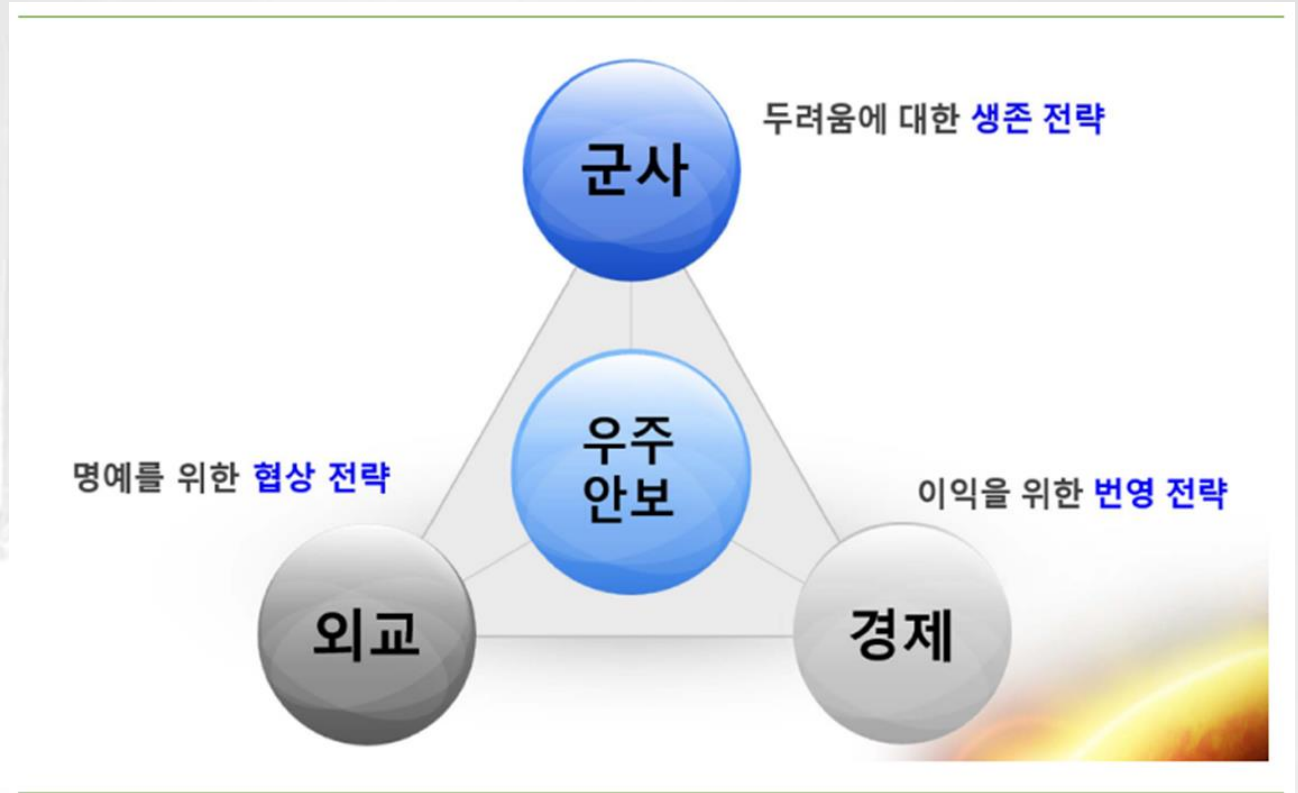 두려움에 대한 생존 전략
군사
우주
안보
명예를 위한 협상 전략
이익을 위한 번영 전략
외교
경제